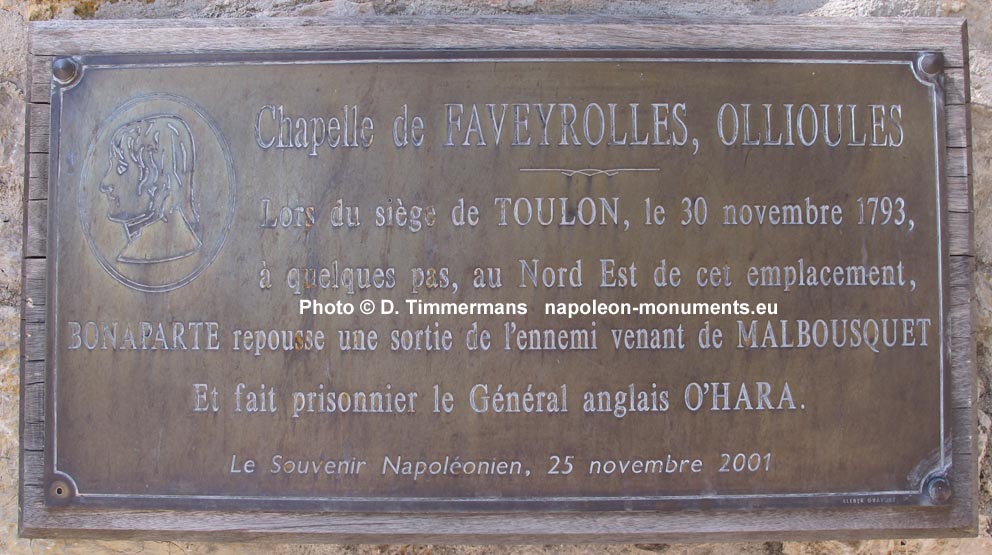 Chapelle de FAVEYROLLES, OLLIOULES
Lors du siège de TOULON, le 30 novembre 1793,
à quelques pas, au Nord Est de cet emplacement,
Photo © D. Timmermans napoleon-monuments.eu
BONAPARTE repousse une sortie de l'ennemi venant de MALBOUSQUET
Et fait prisonnier le Général anglais O'HARA.
Le Souvenir Napoléonien, 25 novembre 2001